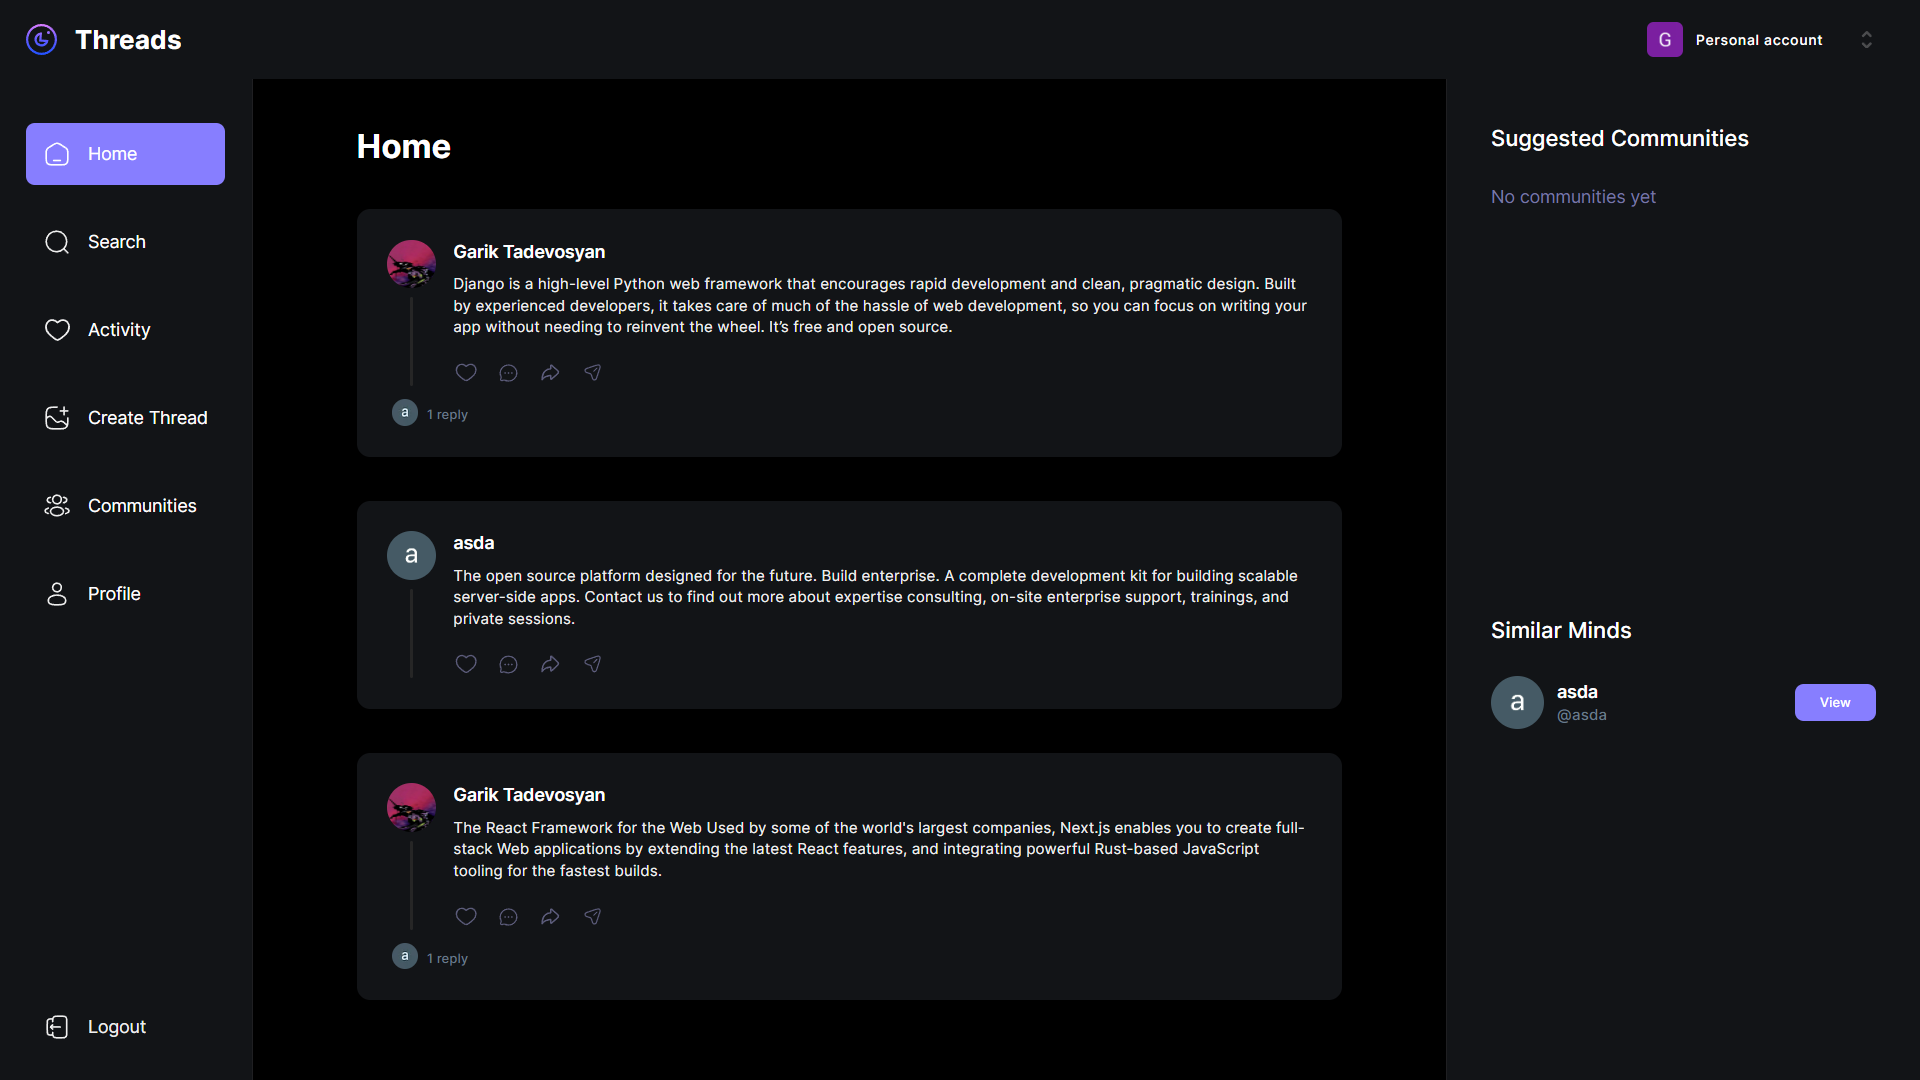 Threads
G
Personal account
Home
Search
Activity
Create Thread
Communities
Profile
Logout
Home
Garik Tadevosyan
Django is a high-level Python web framework that encourages rapid development and clean, pragmatic design. Built
by experienced developers, it takes care of much of the hassle of web development, so you can focus on writing your
app without needing to reinvent the wheel. It’s free and open source.
a
1 reply
a
asda
The open source platform designed for the future. Build enterprise. A complete development kit for building scalable
server-side apps. Contact us to find out more about expertise consulting, on-site enterprise support, trainings, and
private sessions.
Garik Tadevosyan
The React Framework for the Web Used by some of the world's largest companies, Next.js enables you to create full-
stack Web applications by extending the latest React features, and integrating powerful Rust-based JavaScript
tooling for the fastest builds.
a
1 reply
Suggested Communities
No communities yet
Similar Minds
a
asda
@asda
View